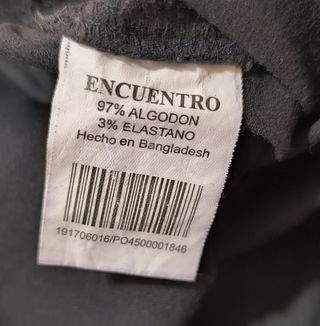 ENCUENTRO
97% ALGODON
3% ELASTANO
Hecho en Bangladesh
191706016/PO4500001846